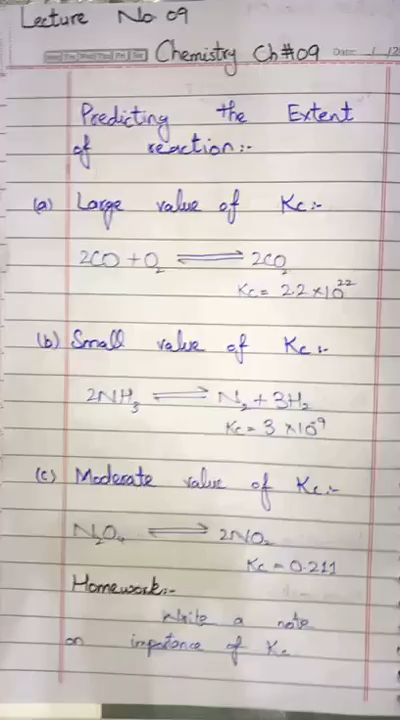 Lecture No 09
Chemistry Ch#09 Date:
Predicting the Extent
of reaction:-
(a) Large value of Kc:-
2CO + O₂ ⇌ 2CO₂
Kc = 2.2 × 10²²
(b) Small value of Kc:-
2NH₃ ⇌ N₂ + 3H₂
Kc = 3 × 10⁻⁹
(c) Moderate value of Kc:-
N₂O₄ ⇌ 2NO₂
Kc = 0.211
Homework:-
Write a note
on importance of Kc